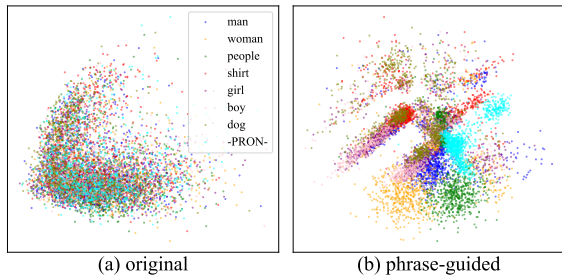 man
woman
people
shirt
girl
boy
dog
-PRON-
(a) original
(b) phrase-guided